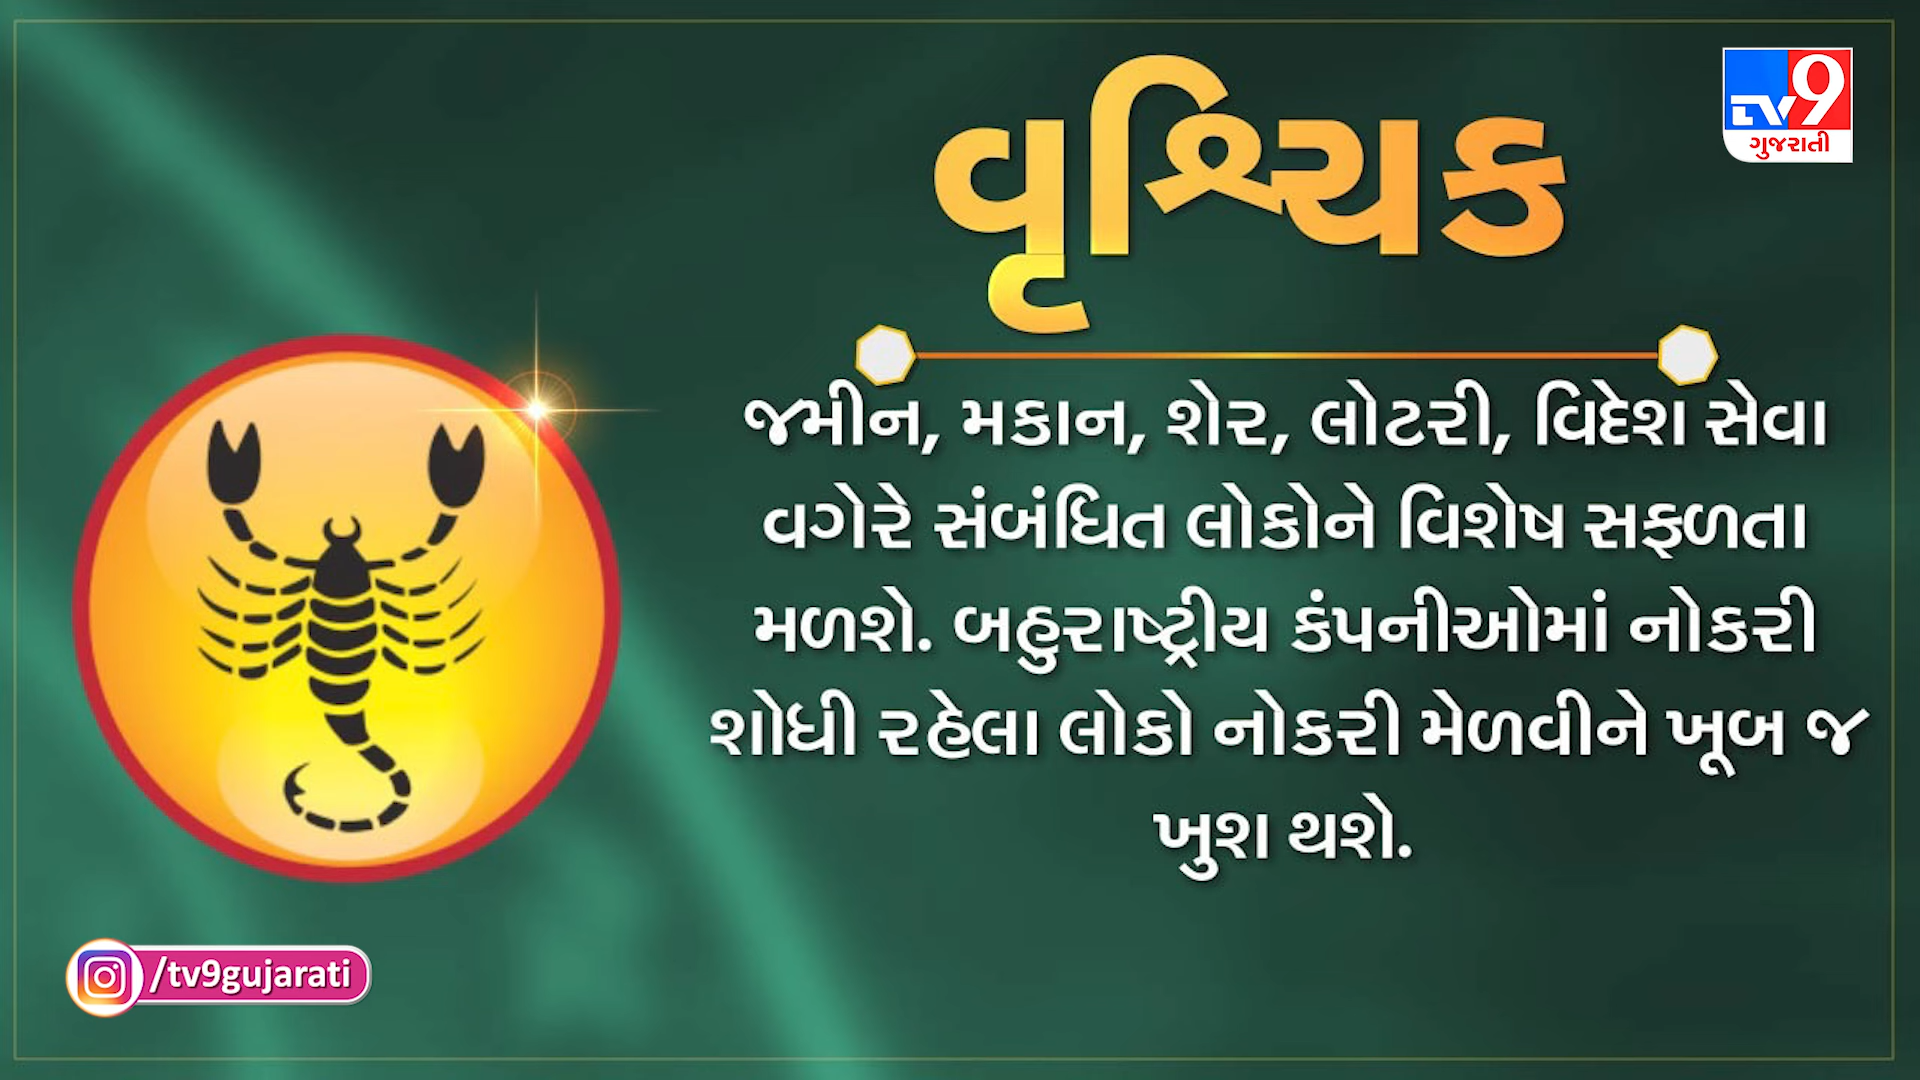 વૃશ્ચિક
TV9
ગુજરાતી
જમીન, મકાન, શેર, લોટરી, વિદેશ સેવા
વગેરે સંબંધિત લોકોને વિશેષ સફળતા
મળશે. બહુરાષ્ટ્રીય કંપનીઓમાં નોકરી
શોધી રહેલા લોકો નોકરી મેળવીને ખૂબ જ
ખુશ થશે.
/tv9gujarati